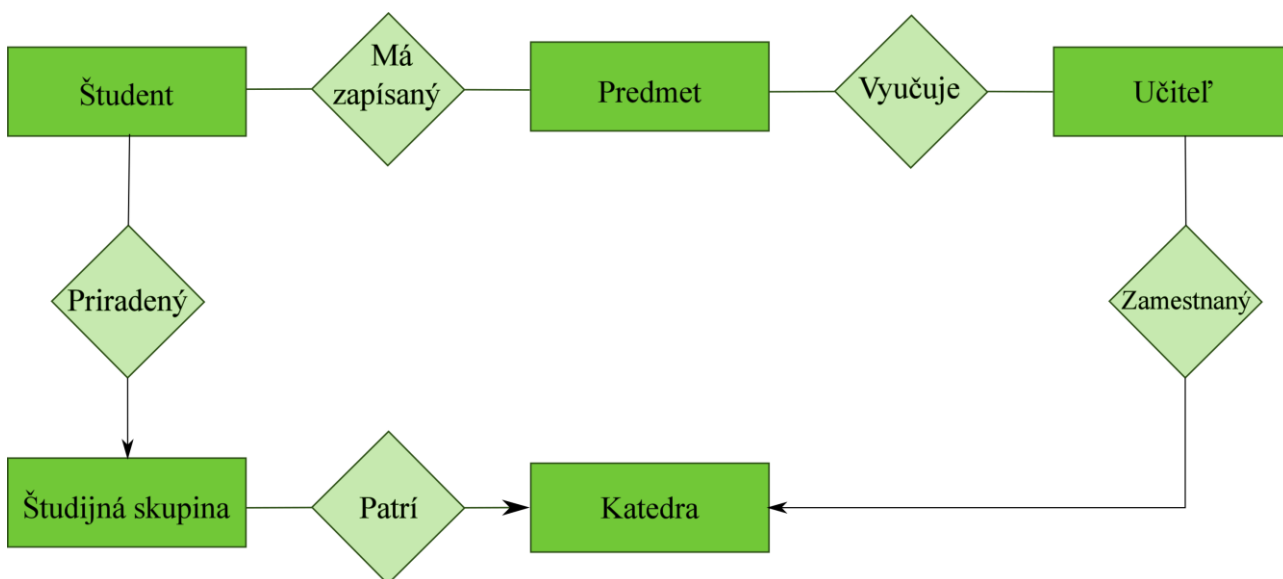 Študent
Má
zapísaný
Predmet
Vyučuje
Učiteľ
Priradený
Zamestnaný
Študijná skupina
Patrí
Katedra